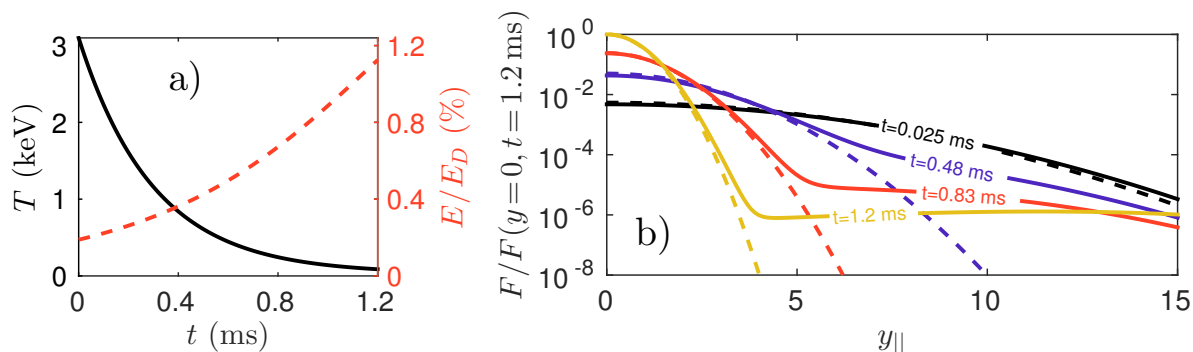 a)
T (keV)
3
2
1
0
0
0.4
0.8
1.2
t (ms)
1.2
0.8
0.4
0
E/E_D (%)
b)
F/F(y=0, t=1.2 ms)
10^0
10^-2
10^-4
10^-6
10^-8
t=0.025 ms
t=0.48 ms
t=0.83 ms
t=1.2 ms
0
5
10
15
y_||